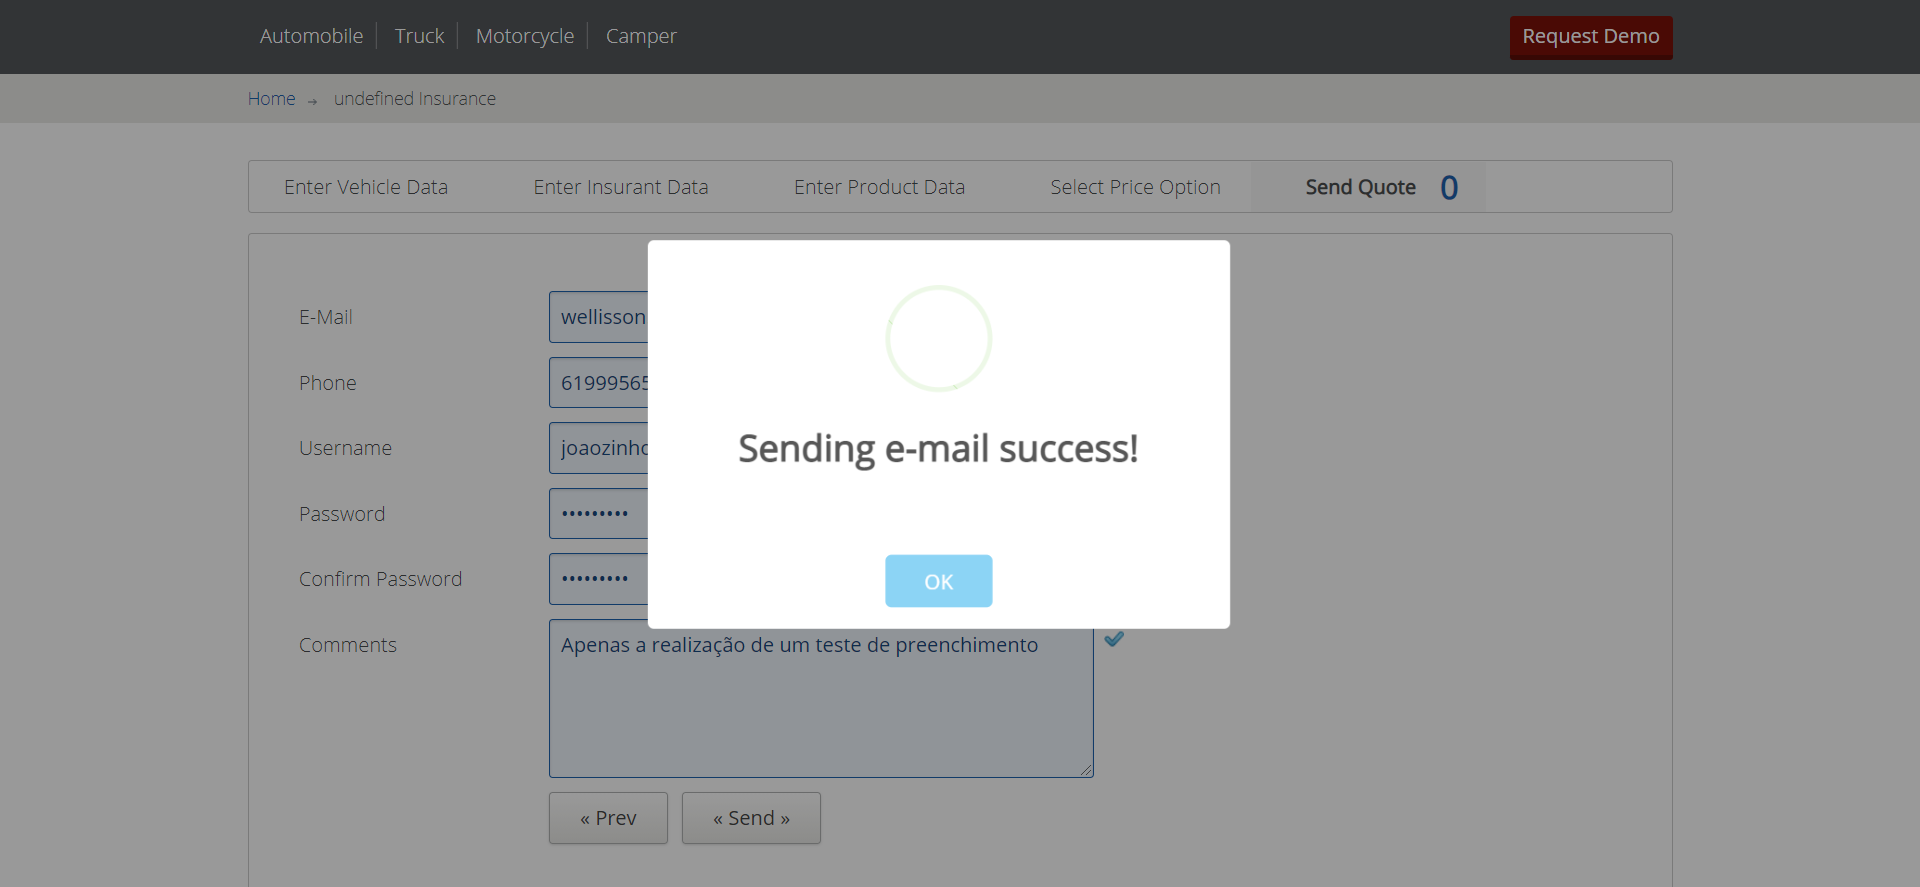 Automobile Truck Motorcycle Camper Request Demo
Home → undefined Insurance
Enter Vehicle Data Enter Insurant Data Enter Product Data Select Price Option Send Quote 0
E-Mail wellisson
Phone 6199956
Username joaozinho
Sending e-mail success!
Password •••••••••
Confirm Password •••••••••
OK
Comments Apenas a realização de um teste de preenchimento
« Prev « Send »